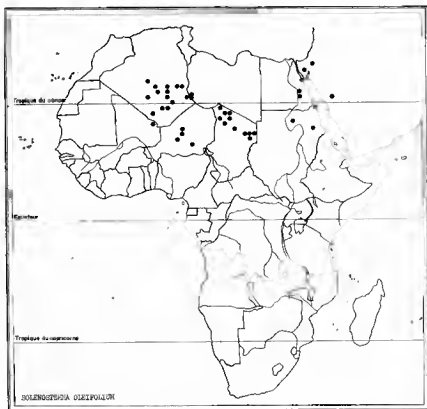 Tropique du cancer
Equateur
Tropique du capricorne
SOLENOSTEMMA OLEIFOLIUM